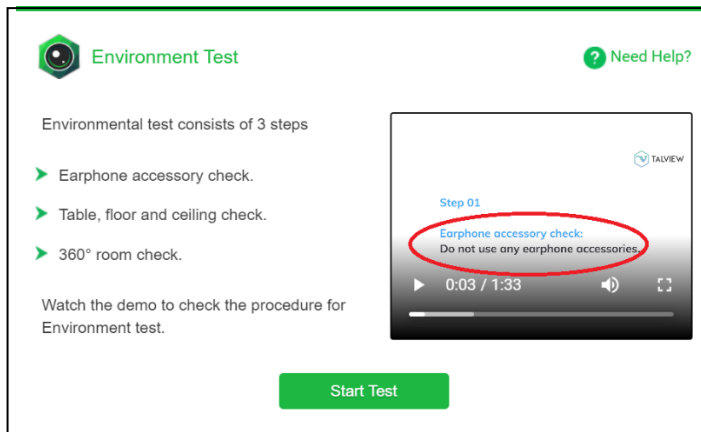 Environment Test
? Need Help?
Environmental test consists of 3 steps
Earphone accessory check.
Table, floor and ceiling check.
360° room check.
Watch the demo to check the procedure for
Environment test.
TALVIEW
Step 01
Earphone accessory check:
Do not use any earphone accessories.
0:03 / 1:33
Start Test